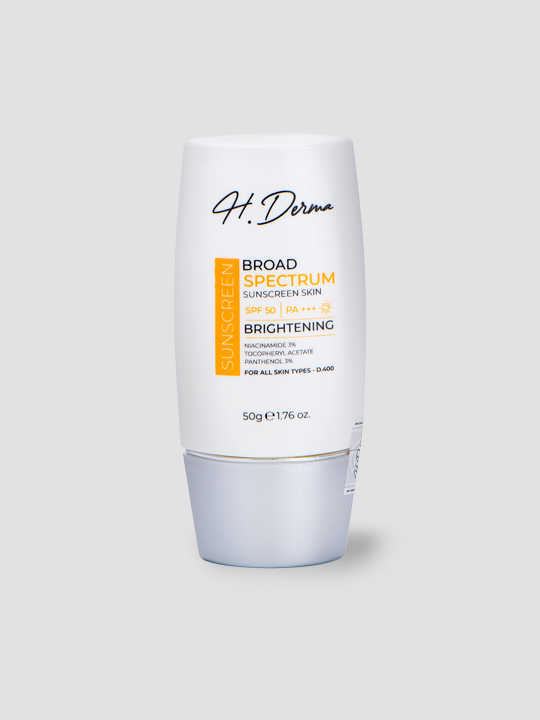 H. Derma
SUNSCREEN
BROAD
SPECTRUM
SUNSCREEN SKIN
SPF 50 | PA +++
BRIGHTENING
NIACINAMIDE 3%
TOCOPHERYL ACETATE
PANTHENOL 3%
FOR ALL SKIN TYPES - D.400
50g ℮ 1.76 oz.